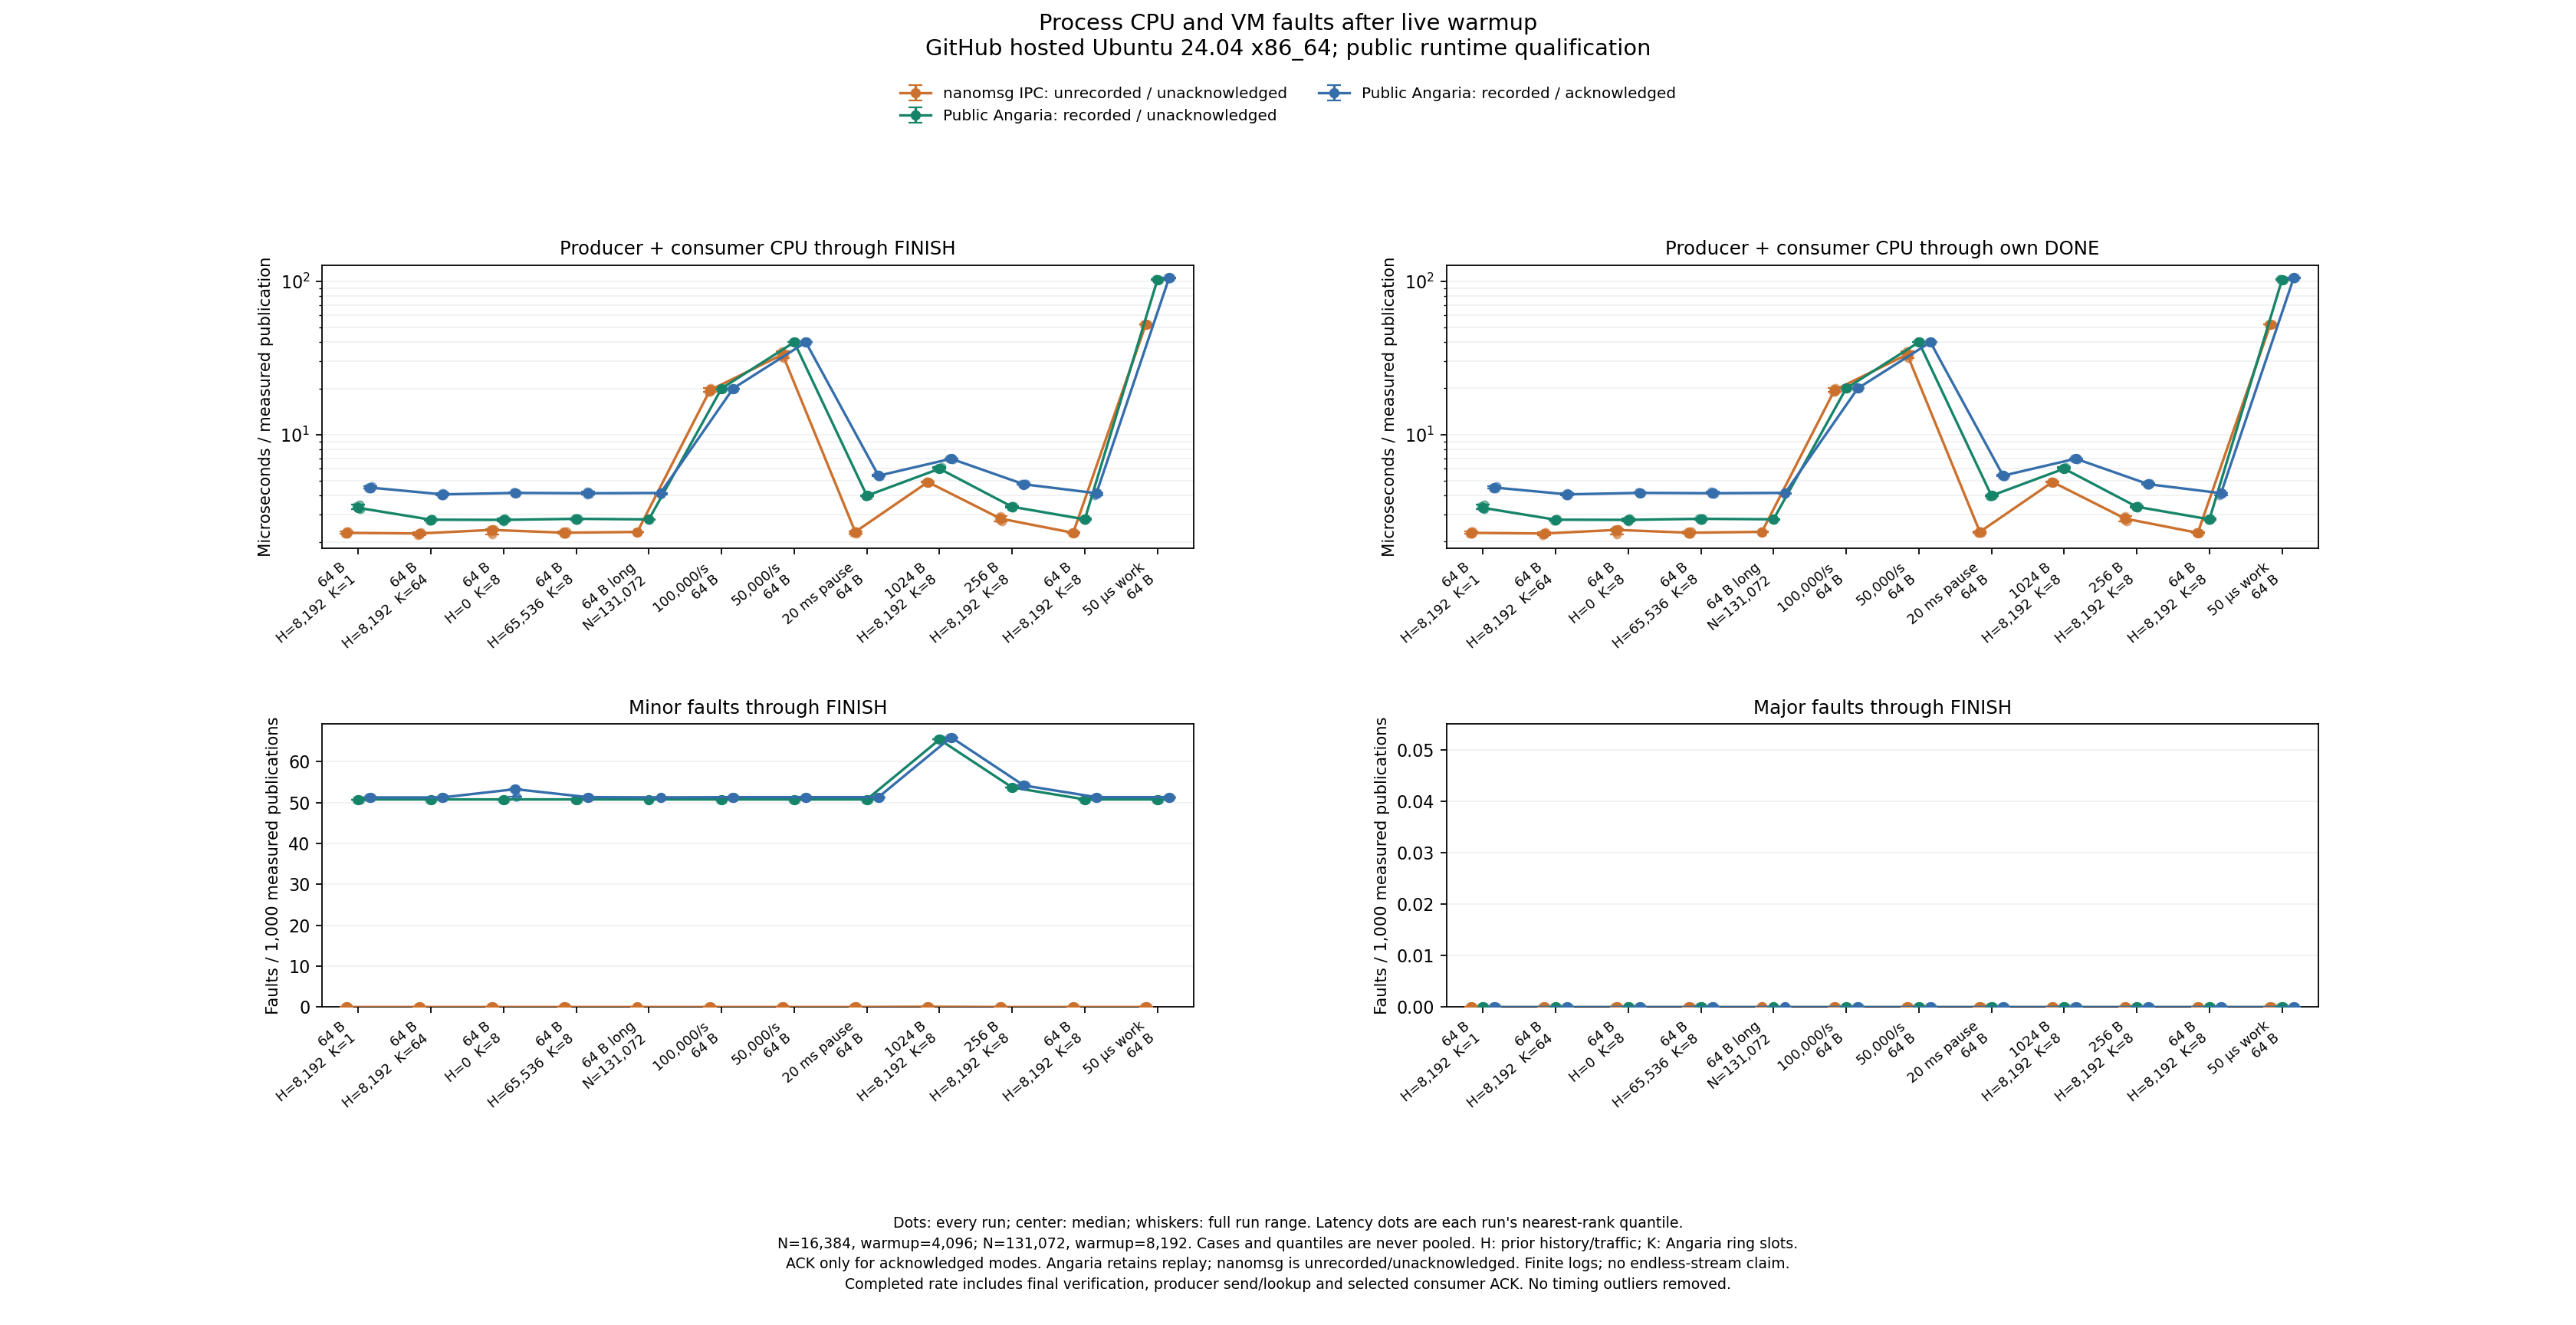 Process CPU and VM faults after live warmup
GitHub hosted Ubuntu 24.04 x86_64; public runtime qualification
nanomsg IPC: unrecorded / unacknowledged
Public Angaria: recorded / unacknowledged
Public Angaria: recorded / acknowledged
Producer + consumer CPU through FINISH
Microseconds / measured publication
10²
10¹
64 B
H=8,192 K=1
64 B
H=8,192 K=64
64 B
H=0 K=8
64 B
H=65,536 K=8
64 B long
N=131,072
100,000/s
64 B
50,000/s
64 B
20 ms pause
64 B
1024 B
H=8,192 K=8
256 B
H=8,192 K=8
64 B
H=8,192 K=8
50 µs work
64 B
Producer + consumer CPU through own DONE
Microseconds / measured publication
10²
10¹
64 B
H=8,192 K=1
64 B
H=8,192 K=64
64 B
H=0 K=8
64 B
H=65,536 K=8
64 B long
N=131,072
100,000/s
64 B
50,000/s
64 B
20 ms pause
64 B
1024 B
H=8,192 K=8
256 B
H=8,192 K=8
64 B
H=8,192 K=8
50 µs work
64 B
Minor faults through FINISH
Faults / 1,000 measured publications
60
50
40
30
20
10
0
64 B
H=8,192 K=1
64 B
H=8,192 K=64
64 B
H=0 K=8
64 B
H=65,536 K=8
64 B long
N=131,072
100,000/s
64 B
50,000/s
64 B
20 ms pause
64 B
1024 B
H=8,192 K=8
256 B
H=8,192 K=8
64 B
H=8,192 K=8
50 µs work
64 B
Major faults through FINISH
Faults / 1,000 measured publications
0.05
0.04
0.03
0.02
0.01
0.00
64 B
H=8,192 K=1
64 B
H=8,192 K=64
64 B
H=0 K=8
64 B
H=65,536 K=8
64 B long
N=131,072
100,000/s
64 B
50,000/s
64 B
20 ms pause
64 B
1024 B
H=8,192 K=8
256 B
H=8,192 K=8
64 B
H=8,192 K=8
50 µs work
64 B
Dots: every run; center: median; whiskers: full run range. Latency dots are each run's nearest-rank quantile.
N=16,384, warmup=4,096; N=131,072, warmup=8,192. Cases and quantiles are never pooled. H: prior history/traffic; K: Angaria ring slots.
ACK only for acknowledged modes. Angaria retains replay; nanomsg is unrecorded/unacknowledged. Finite logs; no endless-stream claim.
Completed rate includes final verification, producer send/lookup and selected consumer ACK. No timing outliers removed.